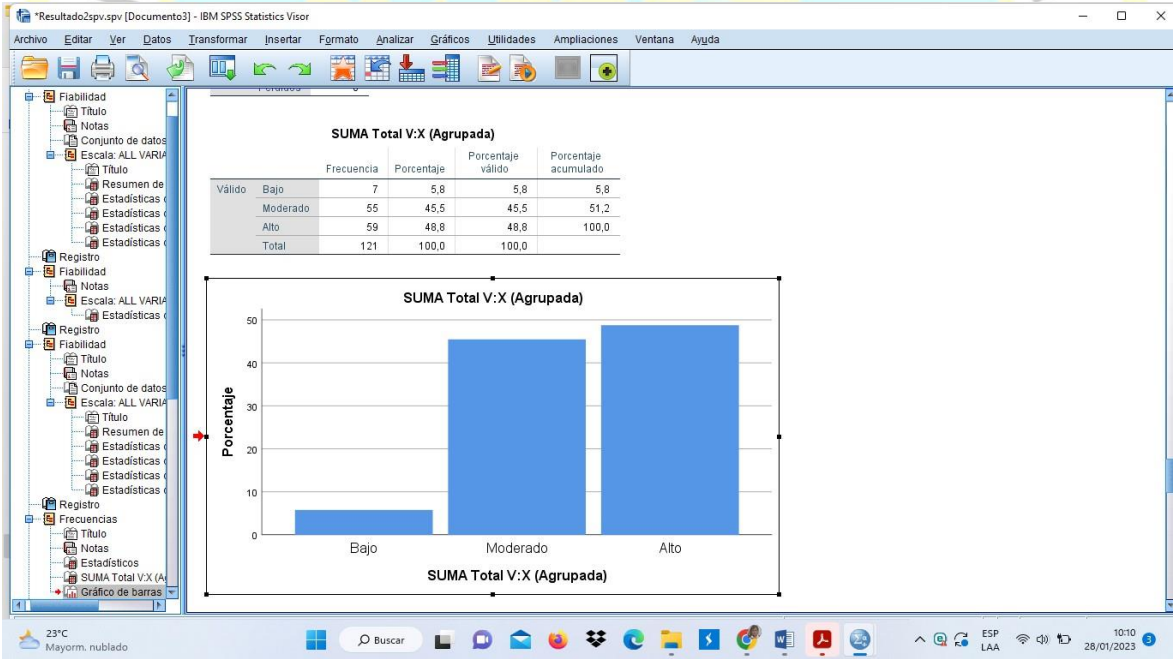 *Resultado2spv.spv [Documento3] - IBM SPSS Statistics Visor
Archivo Editar Ver Datos Transformar Insertar Formato Analizar Gráficos Utilidades Ampliaciones Ventana Ayuda
Fiabilidad
Título
Notas
Conjunto de datos
Escala: ALL VARIA
Título
Resumen de
Estadísticas
Estadísticas
Estadísticas
Estadísticas
Registro
Fiabilidad
Notas
Escala: ALL VARIA
Estadísticas
Registro
Fiabilidad
Título
Notas
Conjunto de datos
Escala: ALL VARIA
Título
Resumen de
Estadísticas
Estadísticas
Estadísticas
Estadísticas
Registro
Frecuencias
Título
Notas
Estadísticos
SUMA Total V:X (A
Gráfico de barras
SUMA Total V:X (Agrupada)
Frecuencia Porcentaje Porcentaje válido Porcentaje acumulado
Válido Bajo 7 5,8 5,8 5,8
Moderado 55 45,5 45,5 51,2
Alto 59 48,8 48,8 100,0
Total 121 100,0 100,0
SUMA Total V:X (Agrupada)
Porcentaje
50
40
30
20
10
0
Bajo Moderado Alto
SUMA Total V:X (Agrupada)
23°C
Mayorm. nublado
Buscar
ESP
LAA
10:10
28/01/2023
3